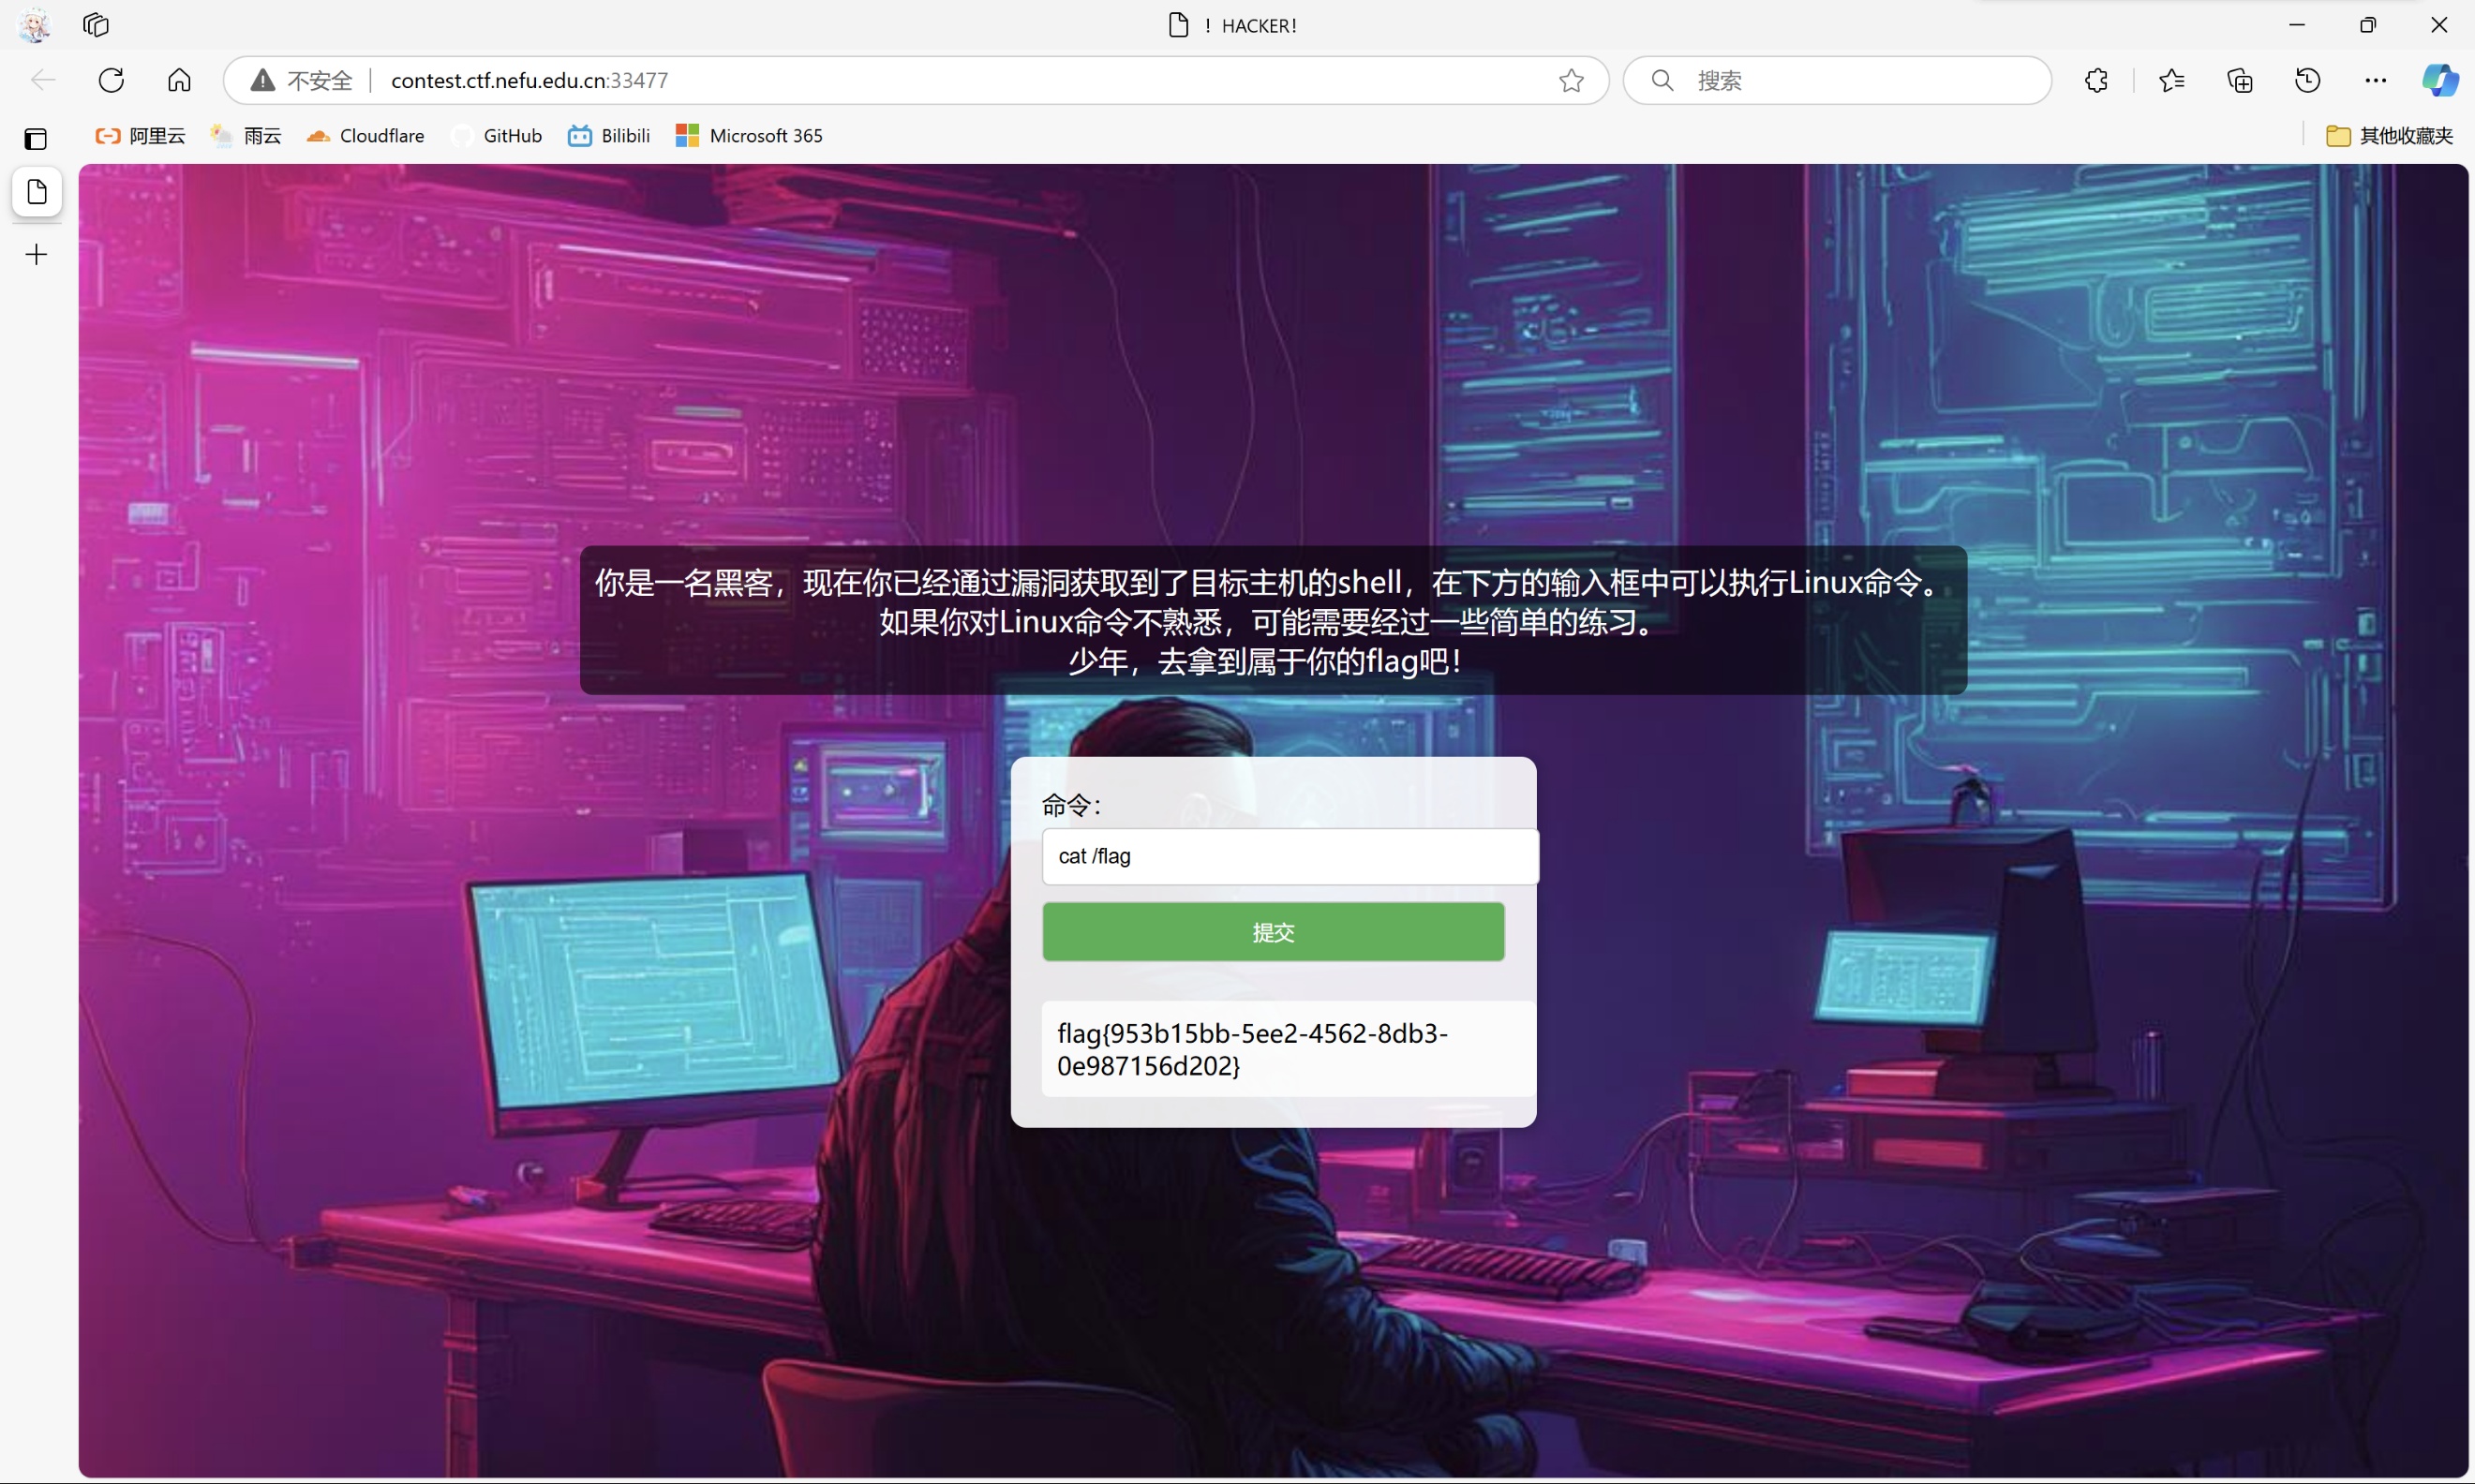 ！HACKER！
不安全
contest.ctf.nefu.edu.cn:33477
搜索
阿里云
雨云
Cloudflare
GitHub
Bilibili
Microsoft 365
其他收藏夹
你是一名黑客，现在你已经通过漏洞获取到了目标主机的shell，在下方的输入框中可以执行Linux命令。
如果你对Linux命令不熟悉，可能需要经过一些简单的练习。
少年，去拿到属于你的flag吧！
命令：
cat /flag
提交
flag{953b15bb-5ee2-4562-8db3-
0e987156d202}